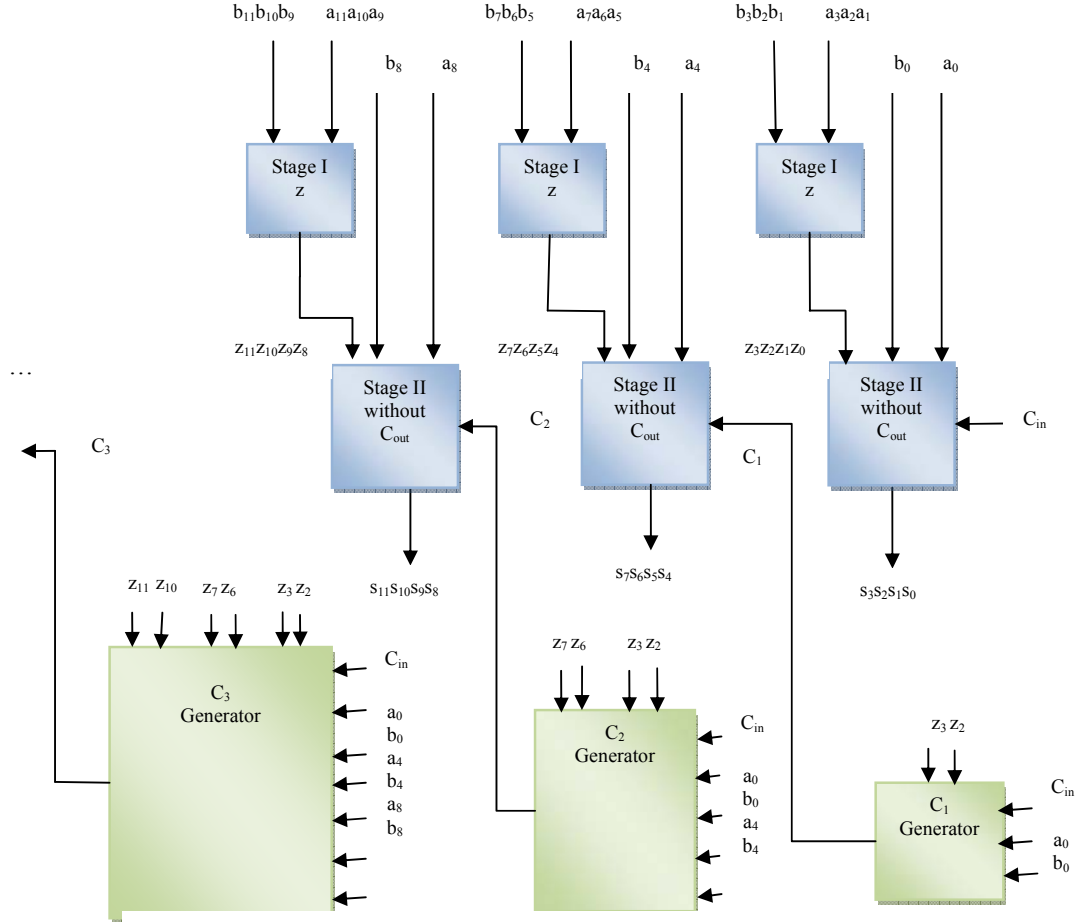 b₁₁b₁₀b₉ a₁₁a₁₀a₉ b₇b₆b₅ a₇a₆a₅ b₃b₂b₁ a₃a₂a₁
b₈ a₈ b₄ a₄ b₀ a₀
Stage I
z
Stage I
z
Stage I
z
z₁₁z₁₀z₉z₈ z₇z₆z₅z₄ z₃z₂z₁z₀
...
Stage II
without
Cout
C₂
Stage II
without
Cout
C₁
Stage II
without
Cout
Cin
C₃
s₁₁s₁₀s₉s₈
s₇s₆s₅s₄
s₃s₂s₁s₀
z₁₁ z₁₀ z₇ z₆ z₃ z₂
C₃
Generator
Cin
a₀
b₀
a₄
b₄
a₈
b₈
z₇ z₆ z₃ z₂
C₂
Generator
Cin
a₀
b₀
a₄
b₄
z₃ z₂
C₁
Generator
Cin
a₀
b₀